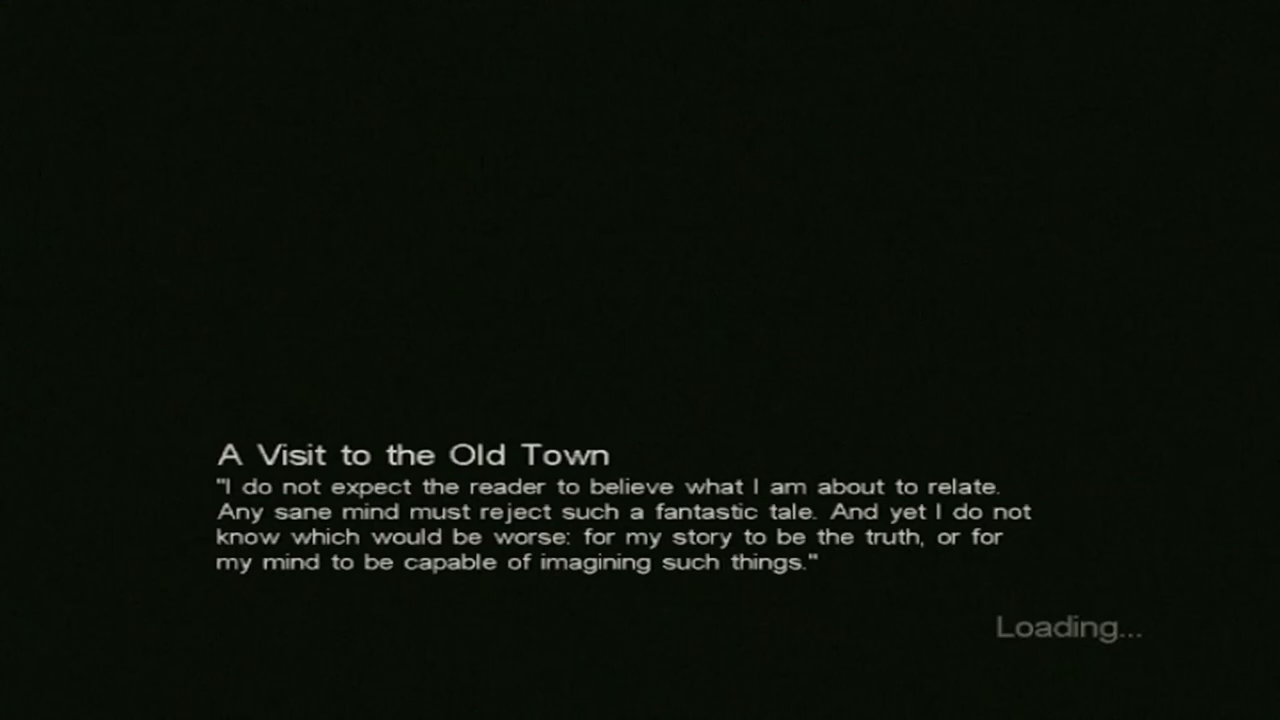 A Visit to the Old Town
"I do not expect the reader to believe what I am about to relate.
Any sane mind must reject such a fantastic tale. And yet I do not
know which would be worse: for my story to be the truth, or for
my mind to be capable of imagining such things."
Loading...